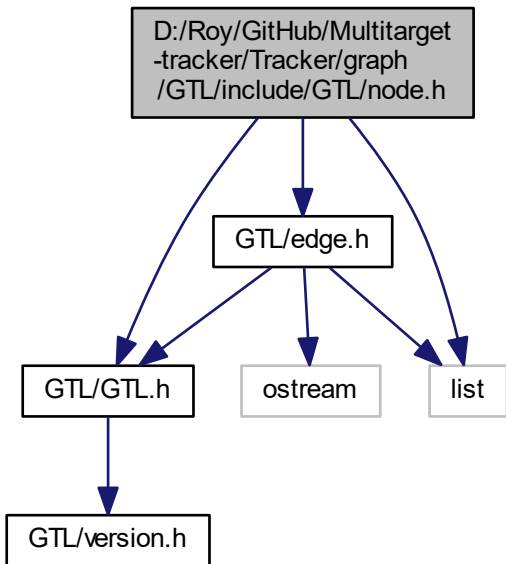 D:/Roy/GitHub/Multitarget
-tracker/Tracker/graph
/GTL/include/GTL/node.h
GTL/edge.h
GTL/GTL.h
ostream
list
GTL/version.h